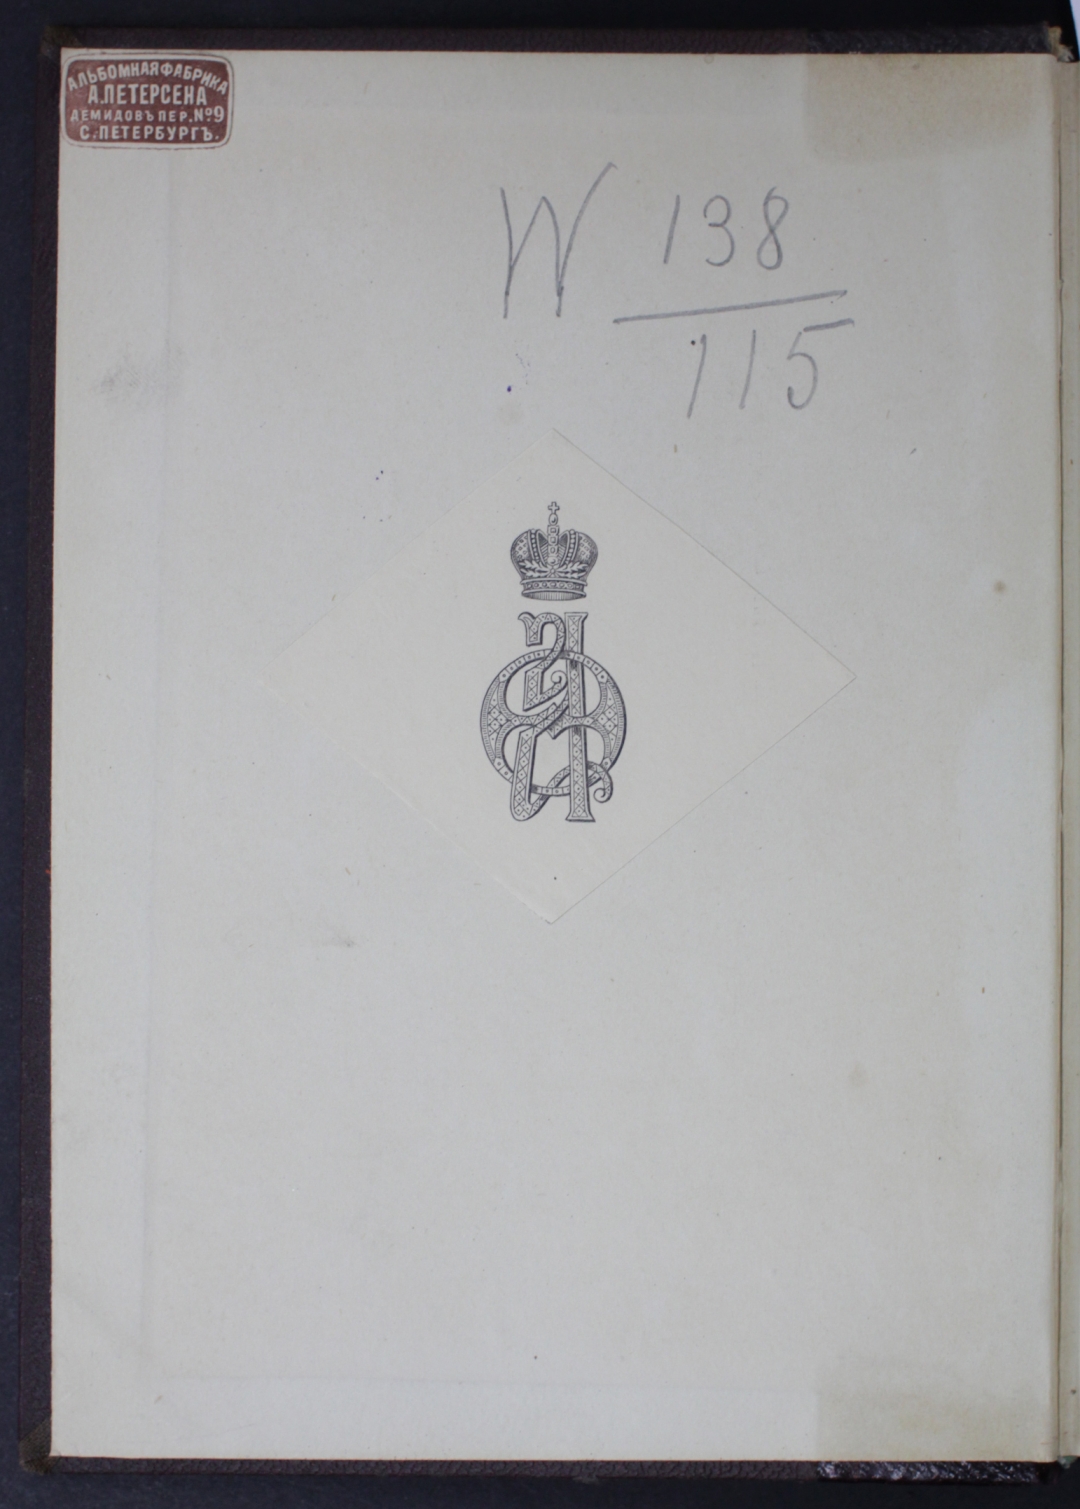 АЛЬБОМНАЯ ФАБРИКА
А.ПЕТЕРСЕНА
ДЕМИДОВЪ ПЕР. №9
С.ПЕТЕРБУРГЪ.
W 138
115